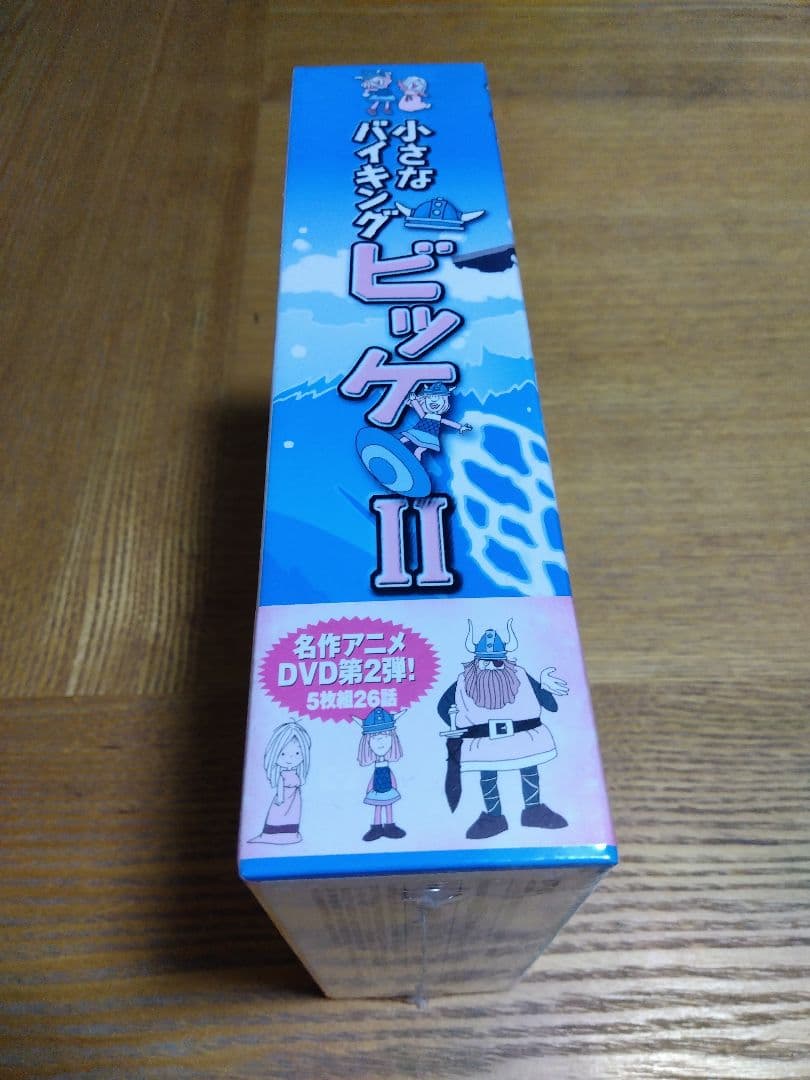 小さな
バイキング
ビッケ
II
名作アニメ
DVD第2弾!
5枚組26話